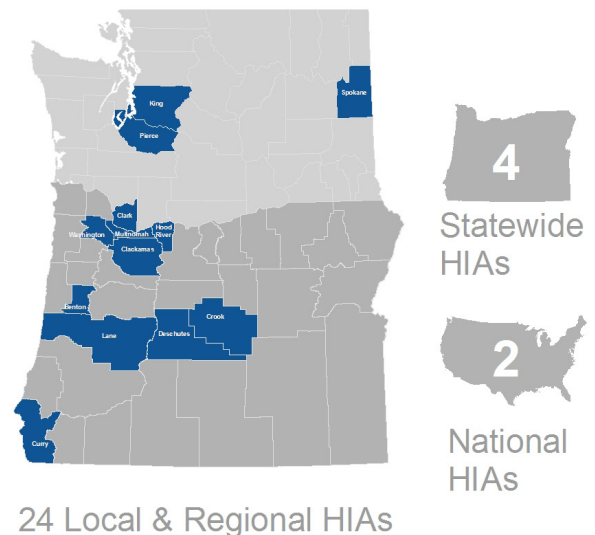 King
Spokane
Pierce
Clark
Hood
River
Washington
Multnomah
Clackamas
Benton
Crook
Lane
Deschutes
Curry
4
Statewide
HIAs
2
National
HIAs
24 Local & Regional HIAs